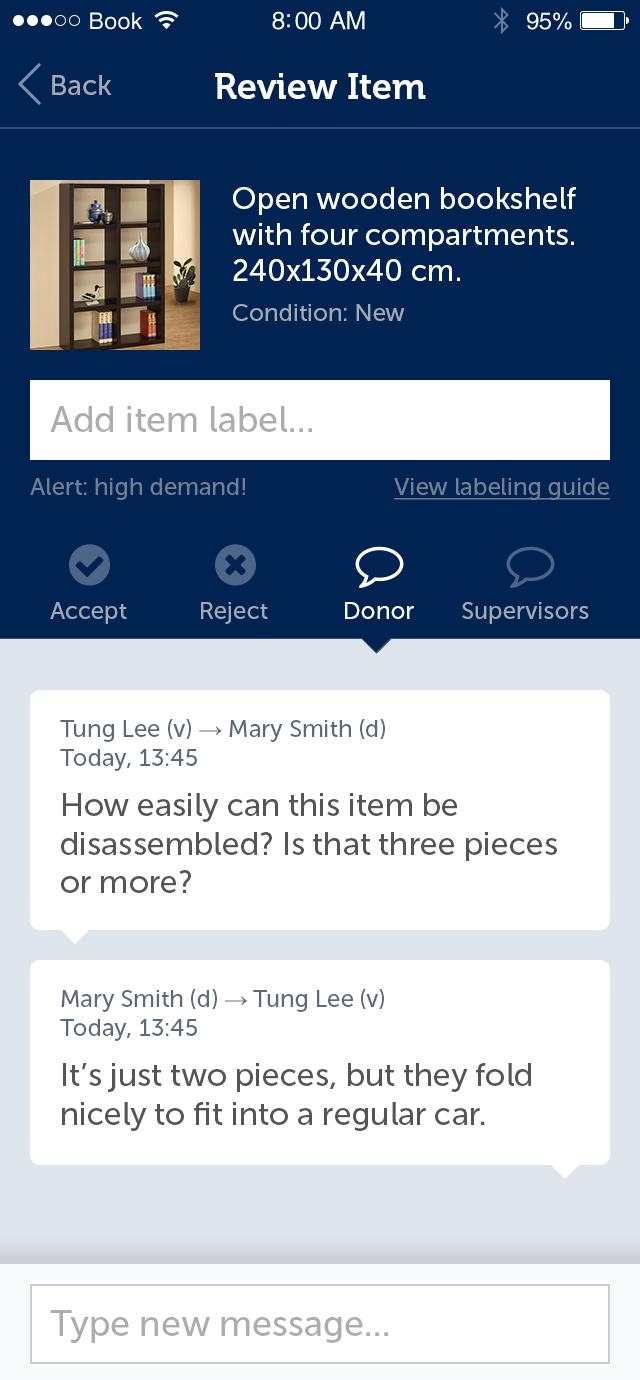 Book 8:00 AM 95%
Back Review Item
Open wooden bookshelf
with four compartments.
240x130x40 cm.
Condition: New
Add item label...
Alert: high demand! View labeling guide
Accept Reject Donor Supervisors
Tung Lee (v) → Mary Smith (d)
Today, 13:45
How easily can this item be
disassembled? Is that three pieces
or more?
Mary Smith (d) → Tung Lee (v)
Today, 13:45
It’s just two pieces, but they fold
nicely to fit into a regular car.
Type new message...